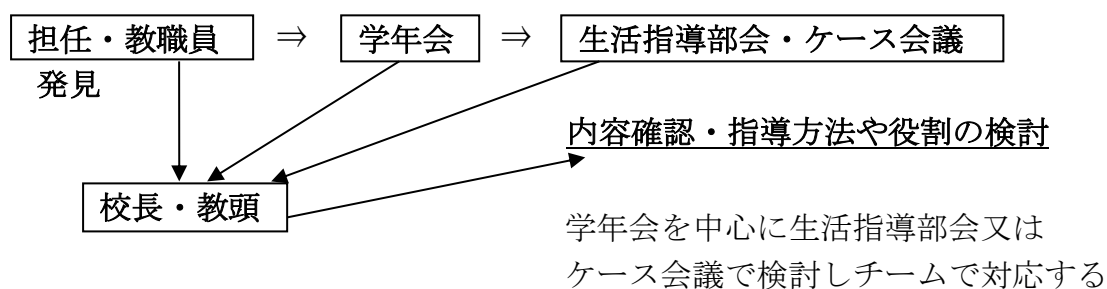 担任・教職員 ⇒ 学年会 ⇒ 生活指導部会・ケース会議
発見
内容確認・指導方法や役割の検討
校長・教頭
学年会を中心に生活指導部会又は
ケース会議で検討しチームで対応する